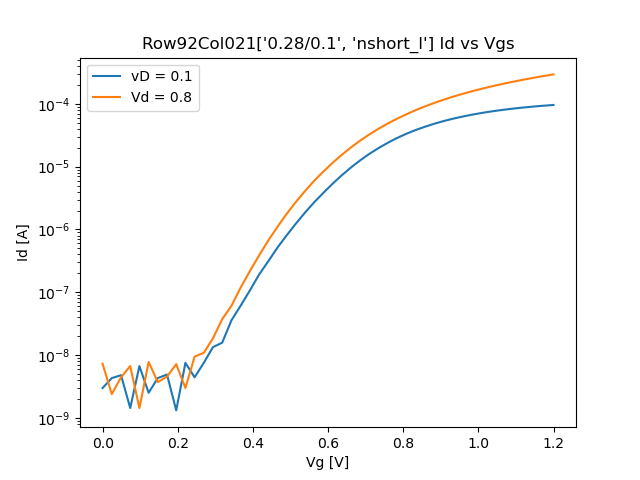 Row92Col021['0.28/0.1', 'nshort_l'] Id vs Vgs
vD = 0.1
Vd = 0.8
Id [A]
10⁻⁴
10⁻⁵
10⁻⁶
10⁻⁷
10⁻⁸
10⁻⁹
0.0 0.2 0.4 0.6 0.8 1.0 1.2
Vg [V]